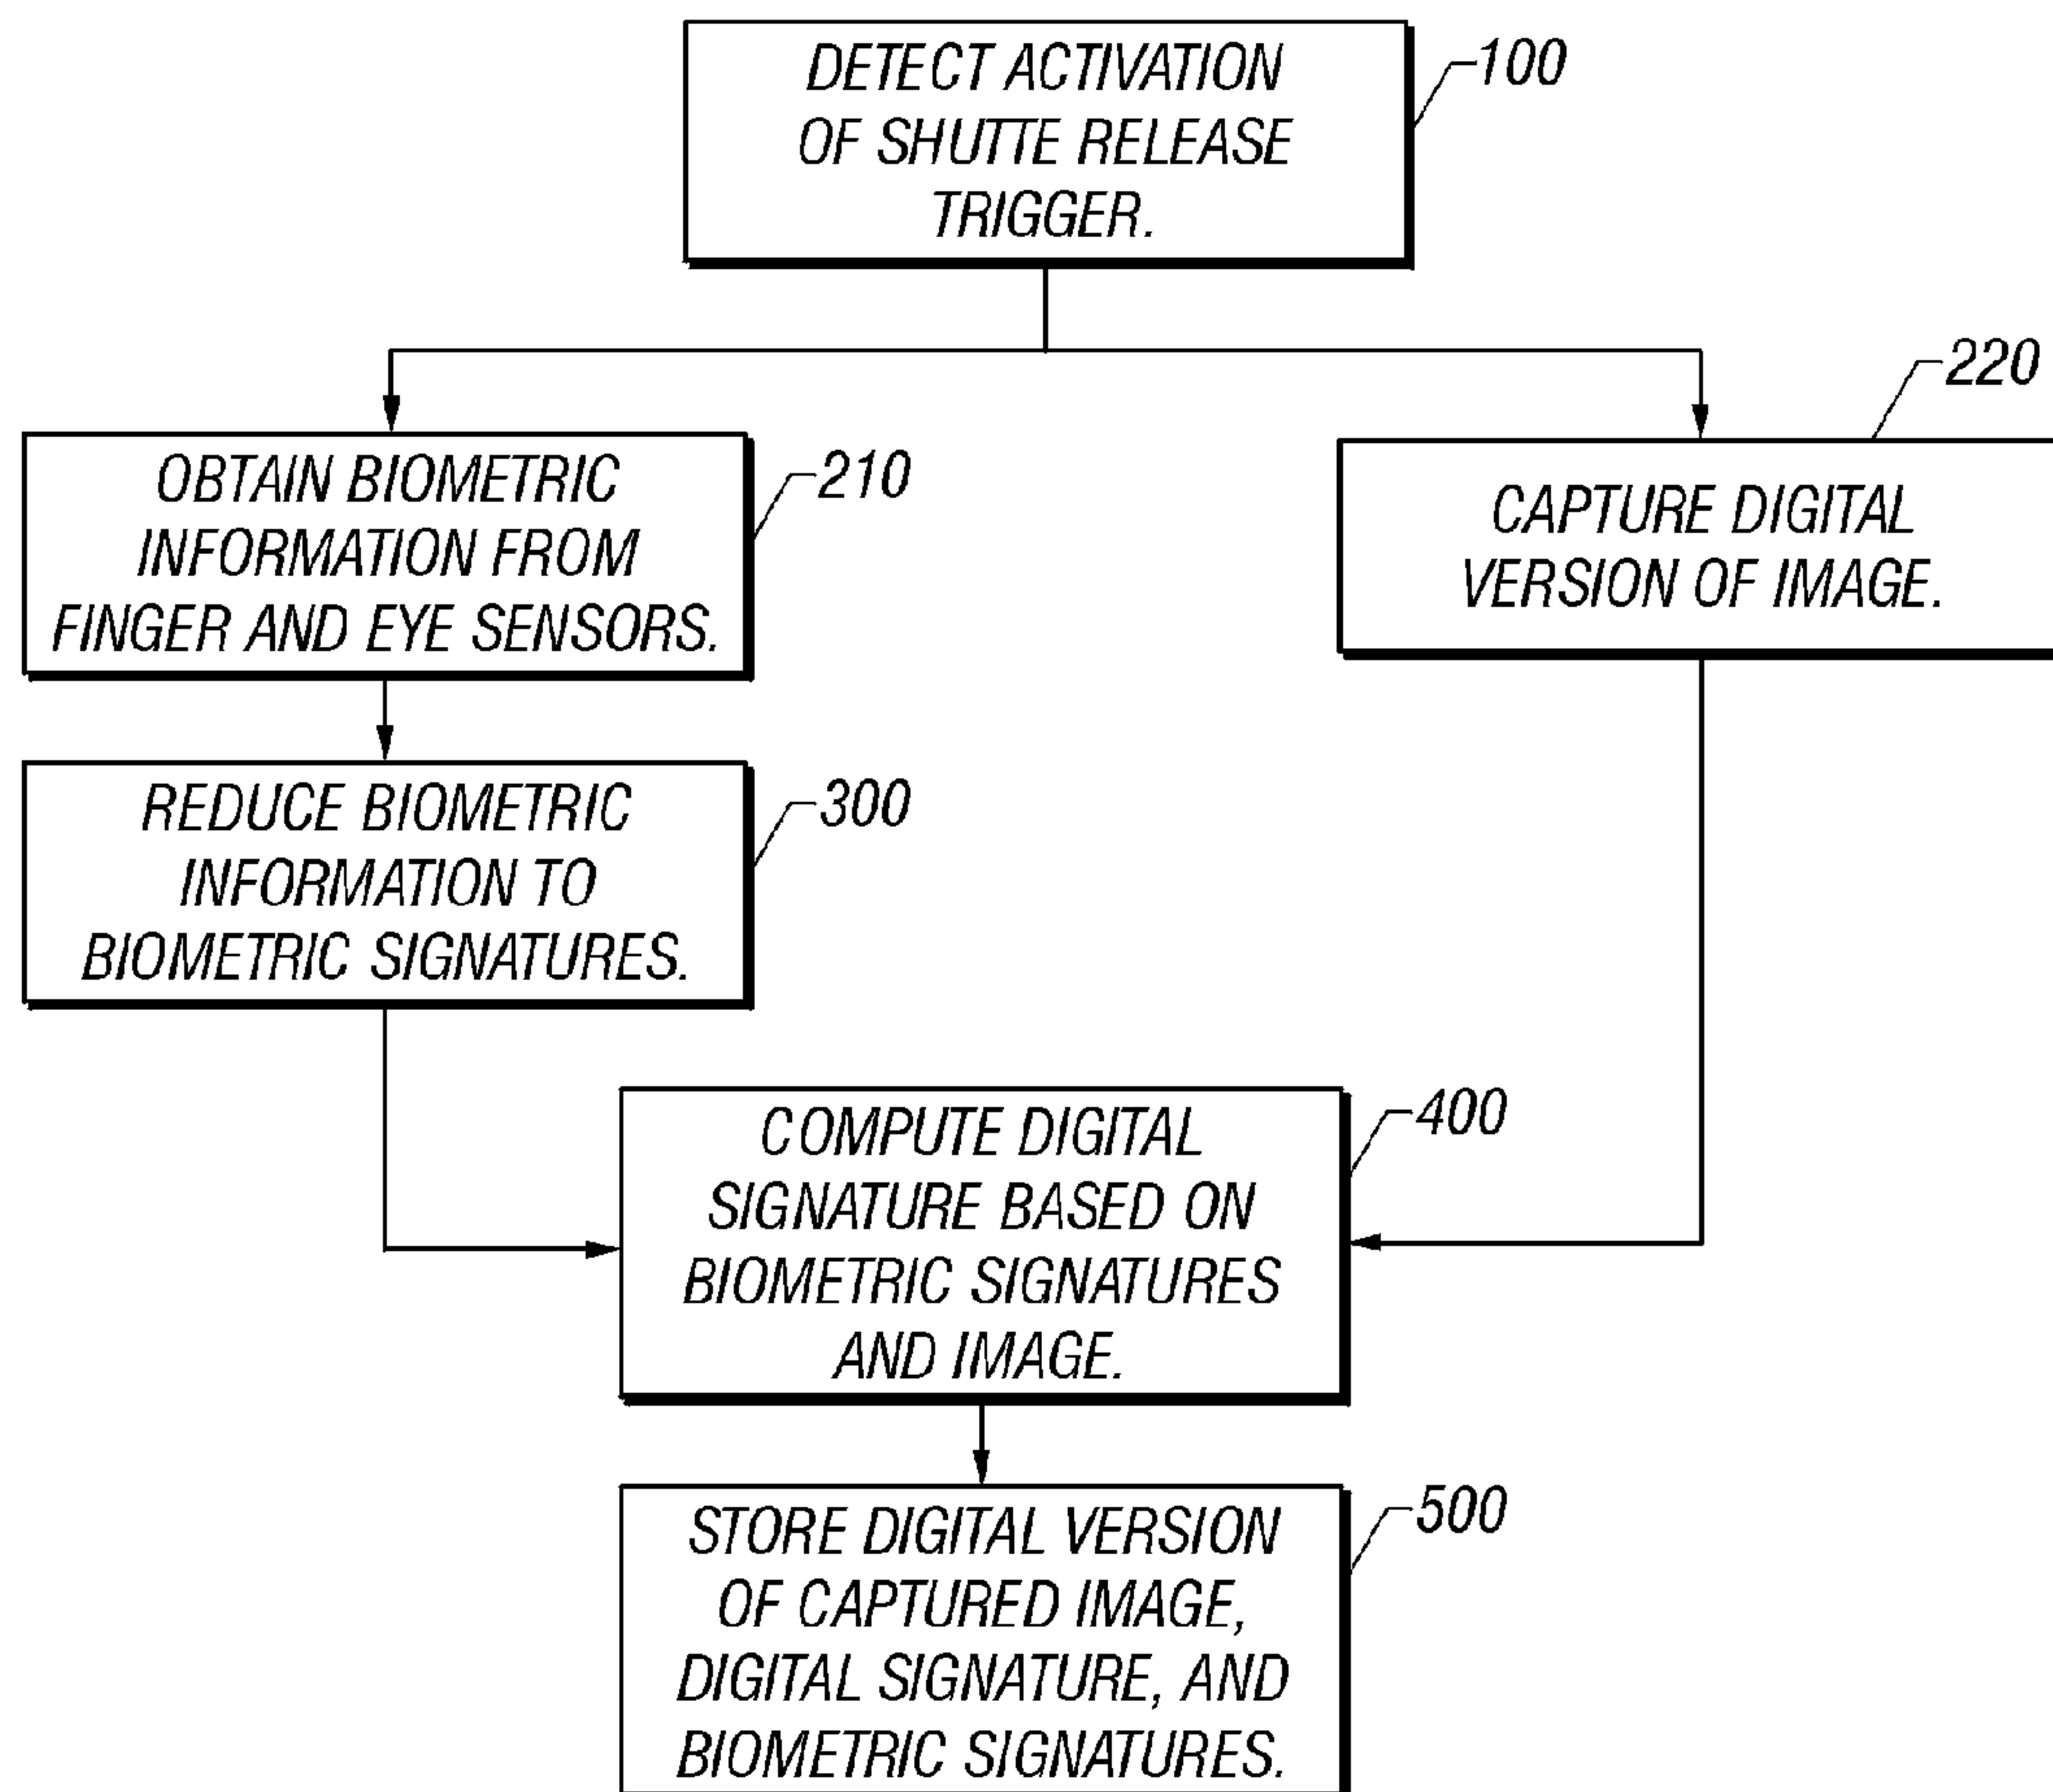 DETECT ACTIVATION
OF SHUTTE RELEASE
TRIGGER.
100
220
OBTAIN BIOMETRIC
INFORMATION FROM
FINGER AND EYE SENSORS.
210
CAPTURE DIGITAL
VERSION OF IMAGE.
REDUCE BIOMETRIC
INFORMATION TO
BIOMETRIC SIGNATURES.
300
COMPUTE DIGITAL
SIGNATURE BASED ON
BIOMETRIC SIGNATURES
AND IMAGE.
400
STORE DIGITAL VERSION
OF CAPTURED IMAGE,
DIGITAL SIGNATURE, AND
BIOMETRIC SIGNATURES.
500